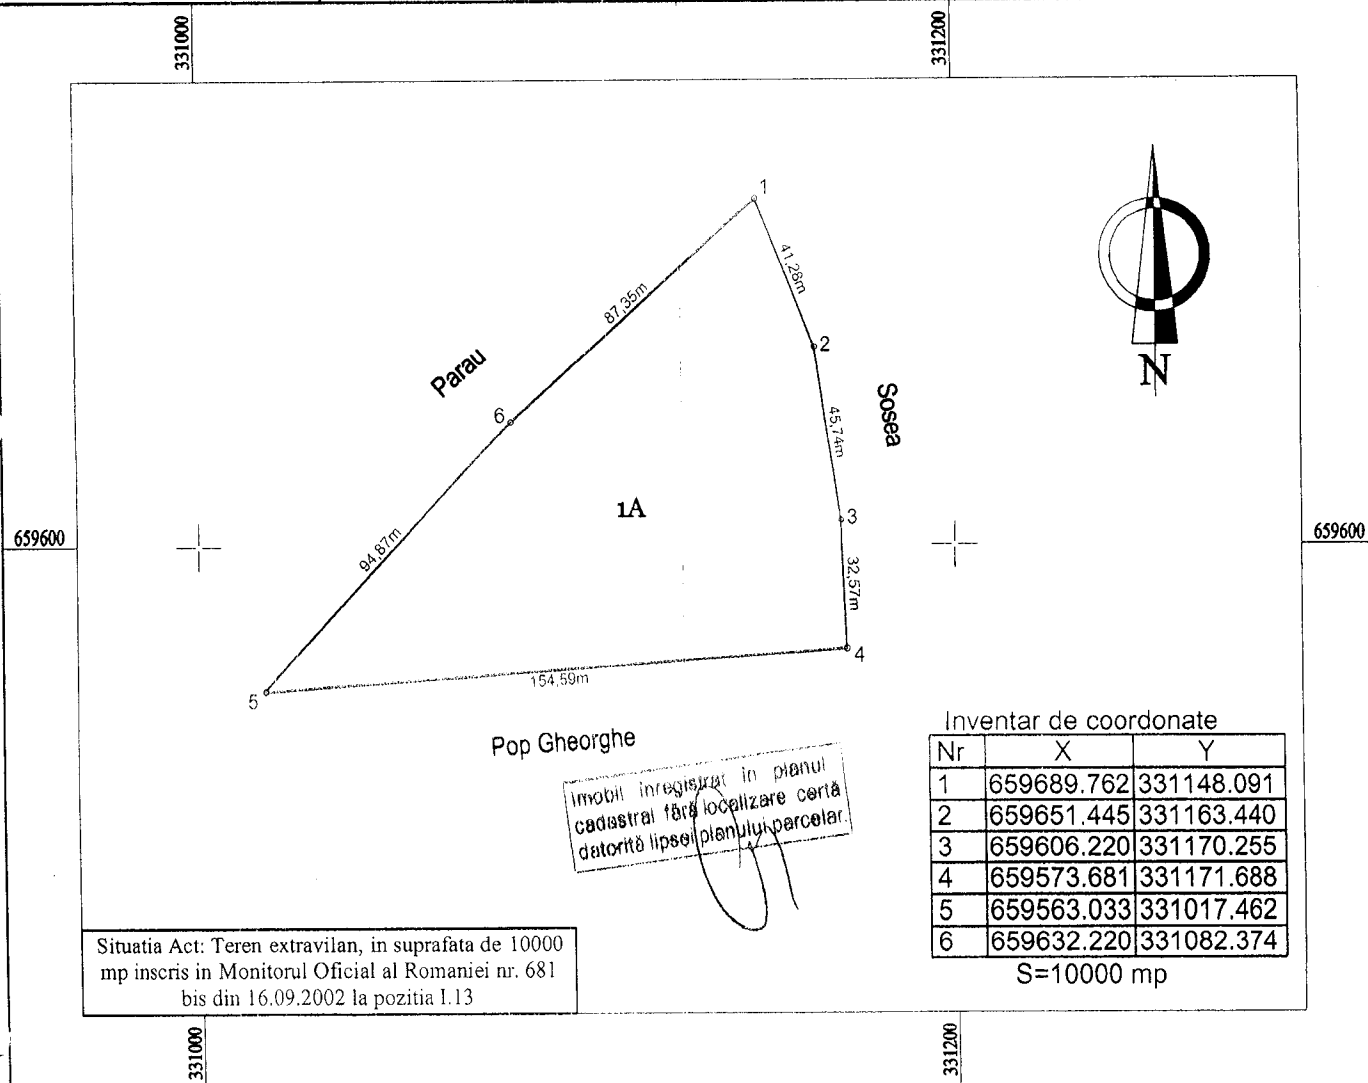 331000
331200
1
41.28m
87,35m
2
N
Parau
Sosea
6
45,74m
1A
3
659600
659600
94,87m
32,57m
4
154,59m
5
Pop Gheorghe
Imobil inregistrat in planul
cadastral fără localizare certă
datorită lipsei planului parcelar.
Inventar de coordonate
Nr X Y
1 659689.762 331148.091
2 659651.445 331163.440
3 659606.220 331170.255
4 659573.681 331171.688
5 659563.033 331017.462
6 659632.220 331082.374
S=10000 mp
Situatia Act: Teren extravilan, in suprafata de 10000
mp inscris in Monitorul Oficial al Romaniei nr. 681
bis din 16.09.2002 la pozitia I.13
331000
331200